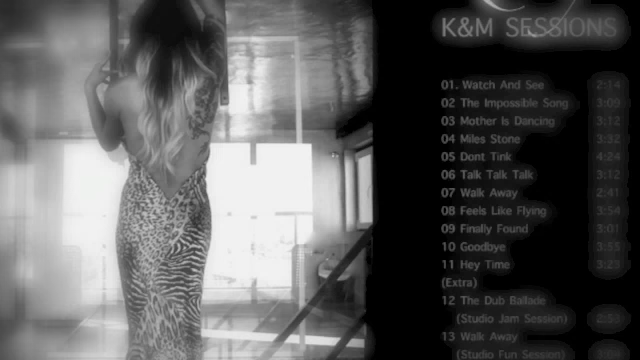 K&M SESSIONS
01. Watch And See 2:14
02 The Impossible Song 3:09
03 Mother Is Dancing 3:12
04 Miles Stone 3:32
05 Dont Tink 4:24
06 Talk Talk Talk 3:12
07 Walk Away 2:41
08 Feels Like Flying 3:54
09 Finally Found 3:01
10 Goodbye 3:55
11 Hey Time 3:23
(Extra)
12 The Dub Ballade
(Studio Jam Session) 2:53
13 Walk Away
(Studio Fun Session)